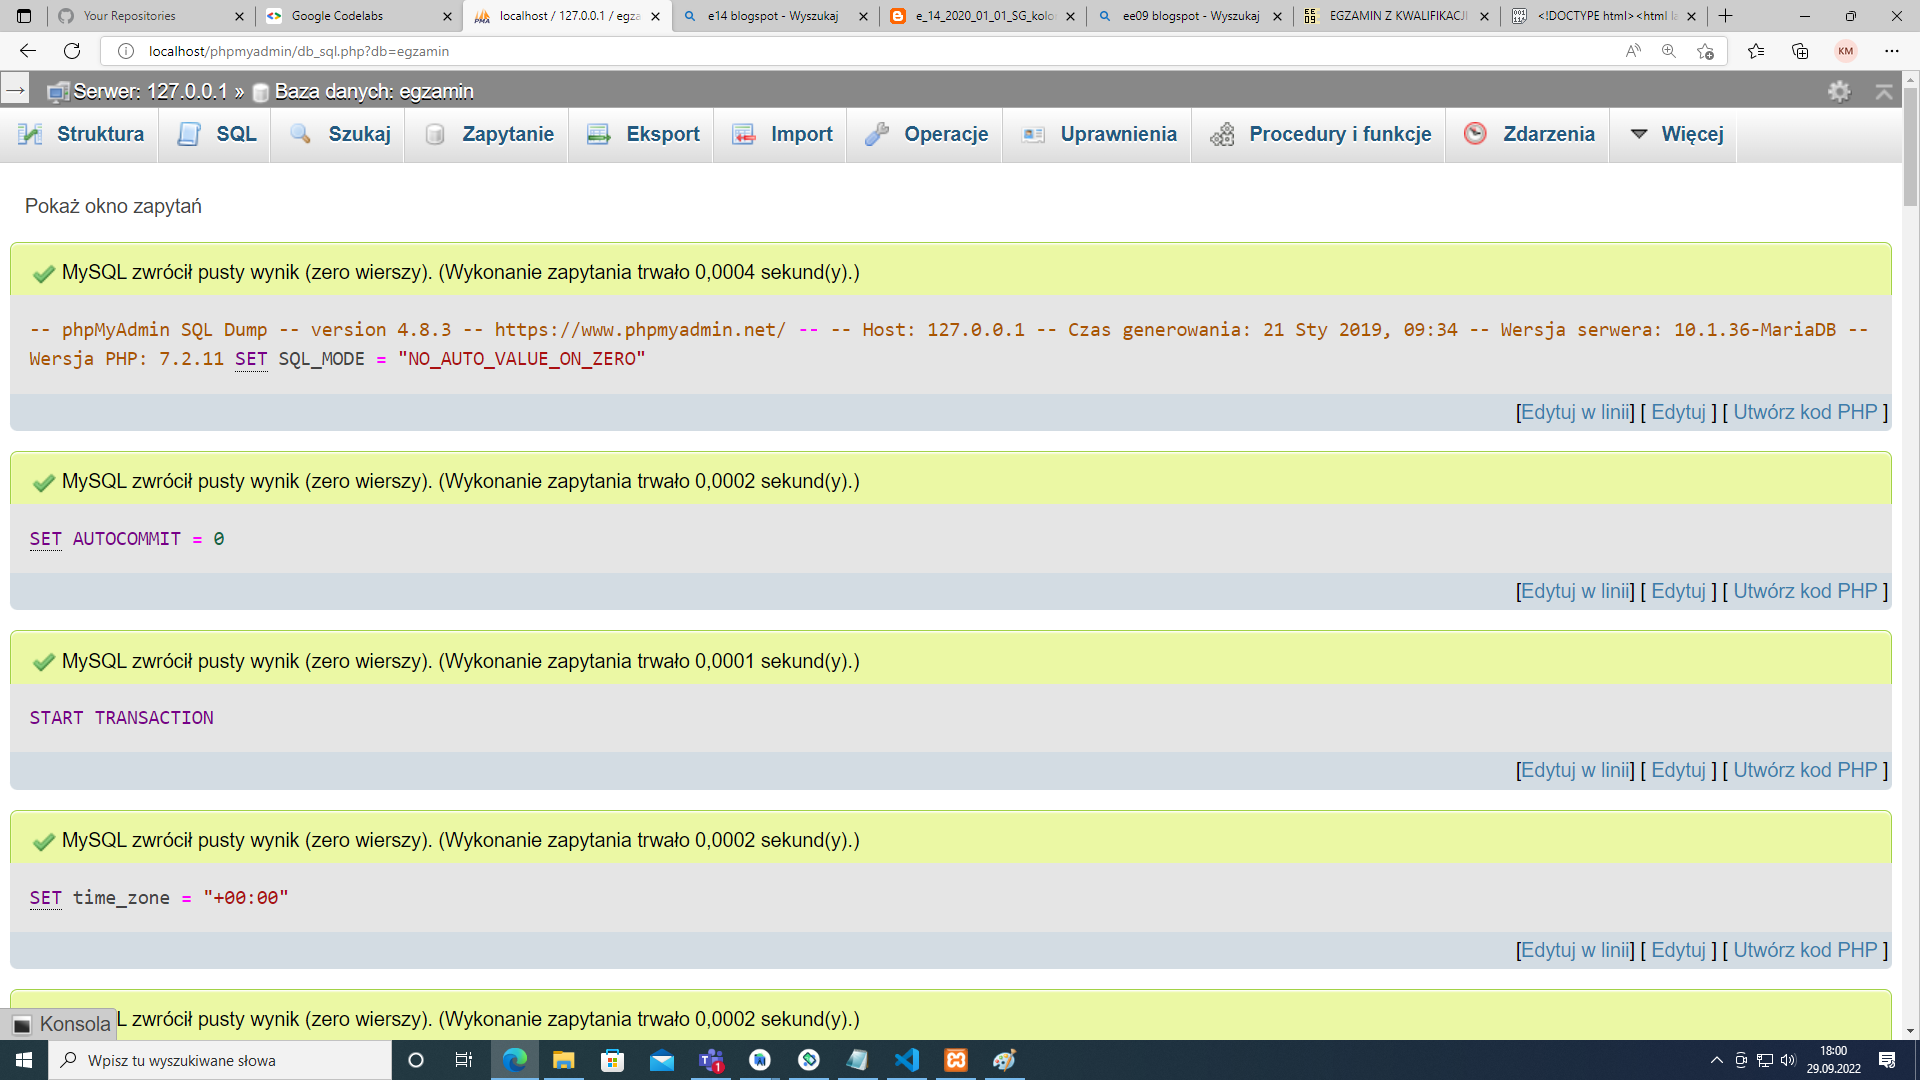 Your Repositories
Google Codelabs
localhost / 127.0.0.1 / egza
e14 blogspot - Wyszukaj
e_14_2020_01_01_SG_kolo
ee09 blogspot - Wyszukaj
EGZAMIN Z KWALIFIKACJI
<!DOCTYPE html><html la
localhost/phpmyadmin/db_sql.php?db=egzamin
KM
Serwer: 127.0.0.1 » Baza danych: egzamin
Struktura
SQL
Szukaj
Zapytanie
Eksport
Import
Operacje
Uprawnienia
Procedury i funkcje
Zdarzenia
Więcej
Pokaż okno zapytań
MySQL zwrócił pusty wynik (zero wierszy). (Wykonanie zapytania trwało 0,0004 sekund(y).)
-- phpMyAdmin SQL Dump -- version 4.8.3 -- https://www.phpmyadmin.net/ -- -- Host: 127.0.0.1 -- Czas generowania: 21 Sty 2019, 09:34 -- Wersja serwera: 10.1.36-MariaDB --
Wersja PHP: 7.2.11 SET SQL_MODE = "NO_AUTO_VALUE_ON_ZERO"
[Edytuj w linii] [ Edytuj ] [ Utwórz kod PHP ]
MySQL zwrócił pusty wynik (zero wierszy). (Wykonanie zapytania trwało 0,0002 sekund(y).)
SET AUTOCOMMIT = 0
[Edytuj w linii] [ Edytuj ] [ Utwórz kod PHP ]
MySQL zwrócił pusty wynik (zero wierszy). (Wykonanie zapytania trwało 0,0001 sekund(y).)
START TRANSACTION
[Edytuj w linii] [ Edytuj ] [ Utwórz kod PHP ]
MySQL zwrócił pusty wynik (zero wierszy). (Wykonanie zapytania trwało 0,0002 sekund(y).)
SET time_zone = "+00:00"
[Edytuj w linii] [ Edytuj ] [ Utwórz kod PHP ]
Konsola
L zwrócił pusty wynik (zero wierszy). (Wykonanie zapytania trwało 0,0002 sekund(y).)
Wpisz tu wyszukiwane słowa
1
18:00
29.09.2022